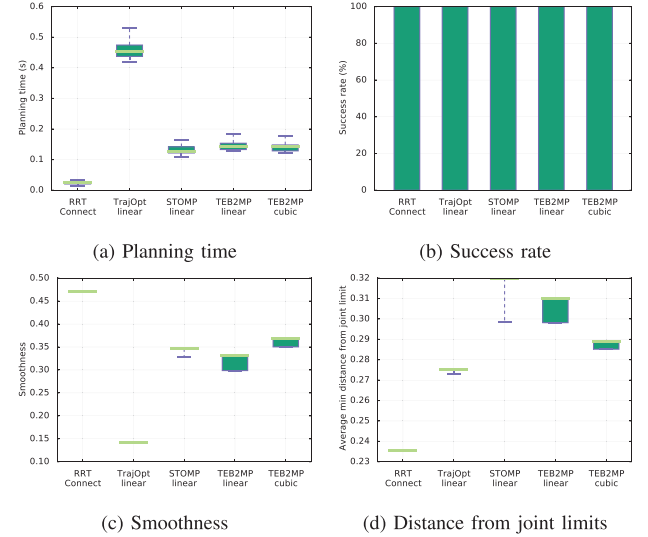 0.6
0.5
0.4
0.3
0.2
0.1
0.0
Planning time (s)
RRT Connect
TrajOpt linear
STOMP linear
TEB2MP linear
TEB2MP cubic
(a) Planning time
100
80
60
40
20
0
Success rate (%)
RRT Connect
TrajOpt linear
STOMP linear
TEB2MP linear
TEB2MP cubic
(b) Success rate
0.50
0.45
0.40
0.35
0.30
0.25
0.20
0.15
0.10
Smoothness
RRT Connect
TrajOpt linear
STOMP linear
TEB2MP linear
TEB2MP cubic
(c) Smoothness
0.32
0.31
0.30
0.29
0.28
0.27
0.26
0.25
0.24
0.23
Average min distance from joint limit
RRT Connect
TrajOpt linear
STOMP linear
TEB2MP linear
TEB2MP cubic
(d) Distance from joint limits